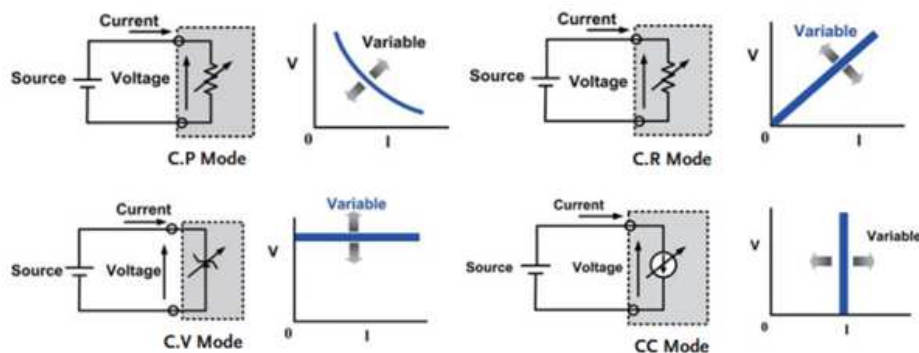 Current
Source
Voltage
C.P Mode
V
Variable
I
Current
Source
Voltage
C.R Mode
V
Variable
0
I
Current
Source
Voltage
C.V Mode
Variable
V
0
I
Current
Source
Voltage
CC Mode
V
Variable
0
I